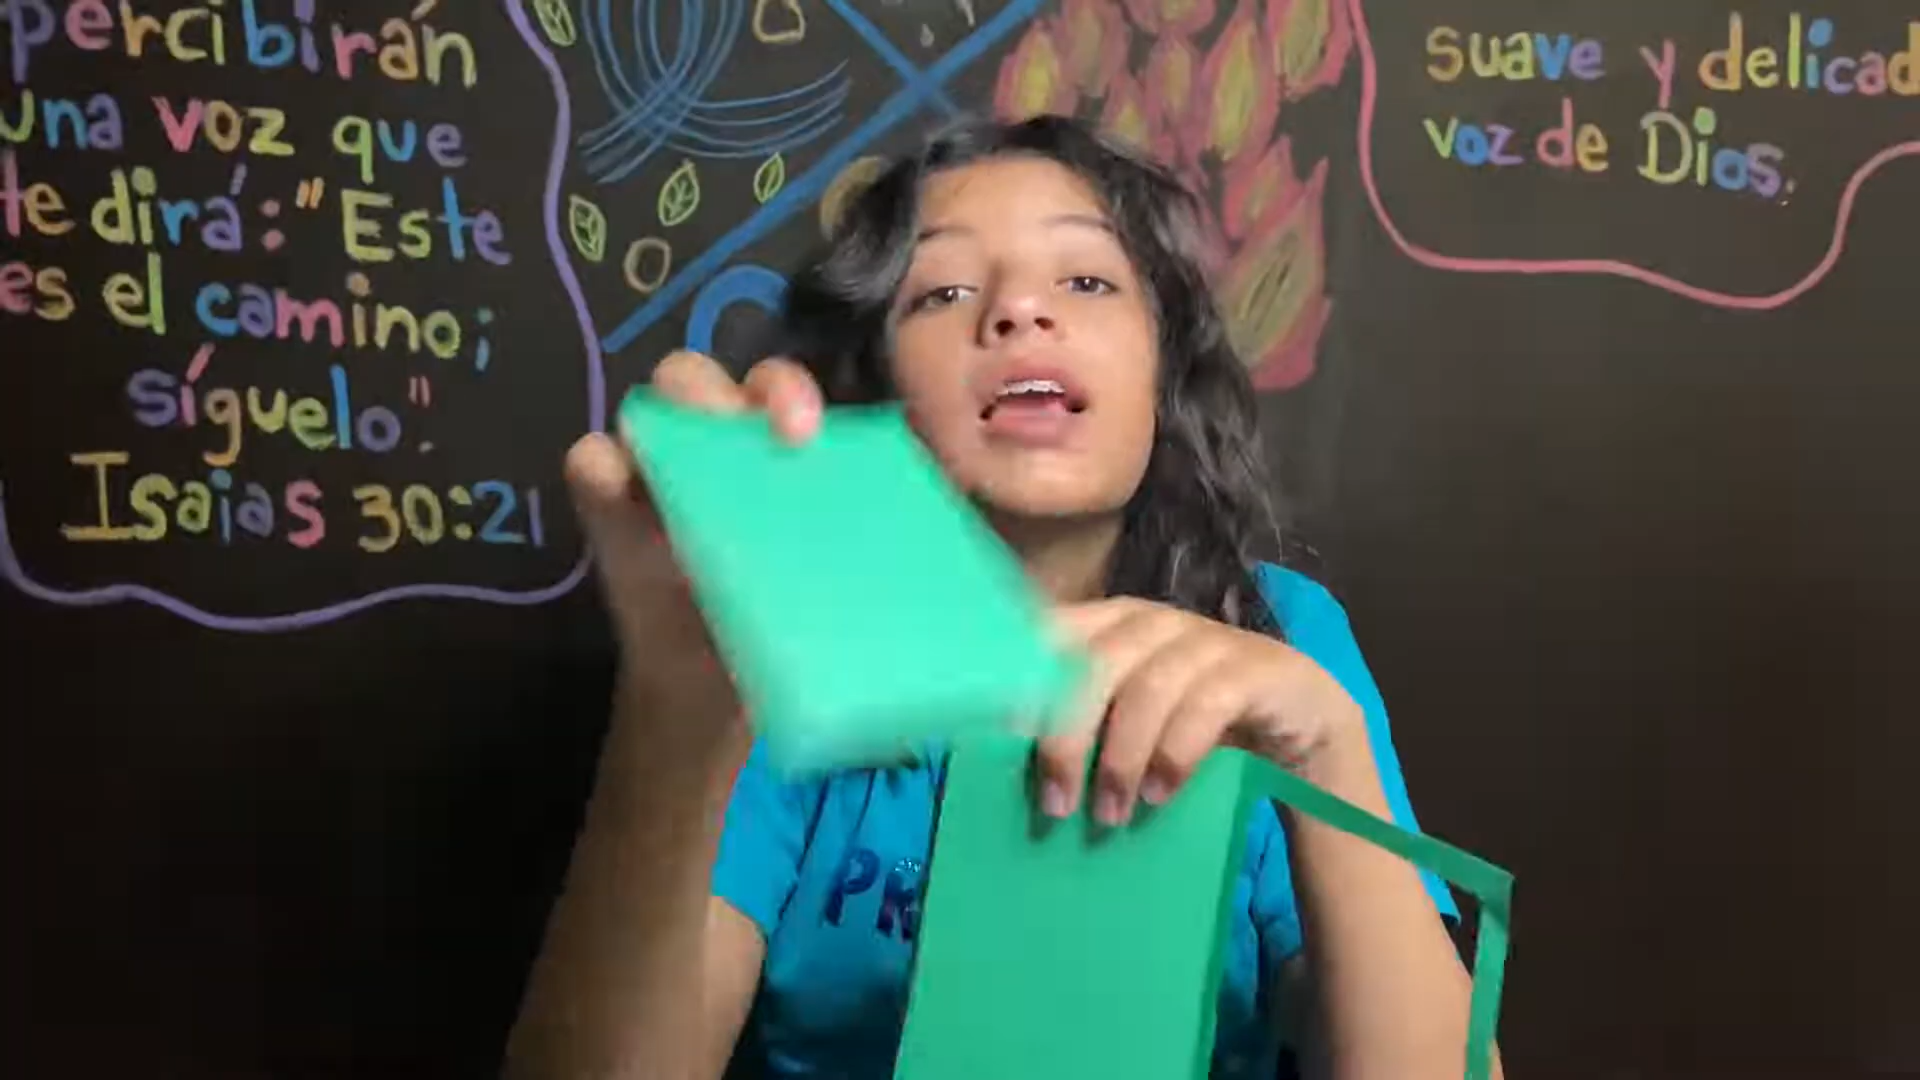 percibirán
una voz que
te dirá: "Este
es el camino;
síguelo".
Isaías 30:21
suave y delicad
voz de Dios.
PR